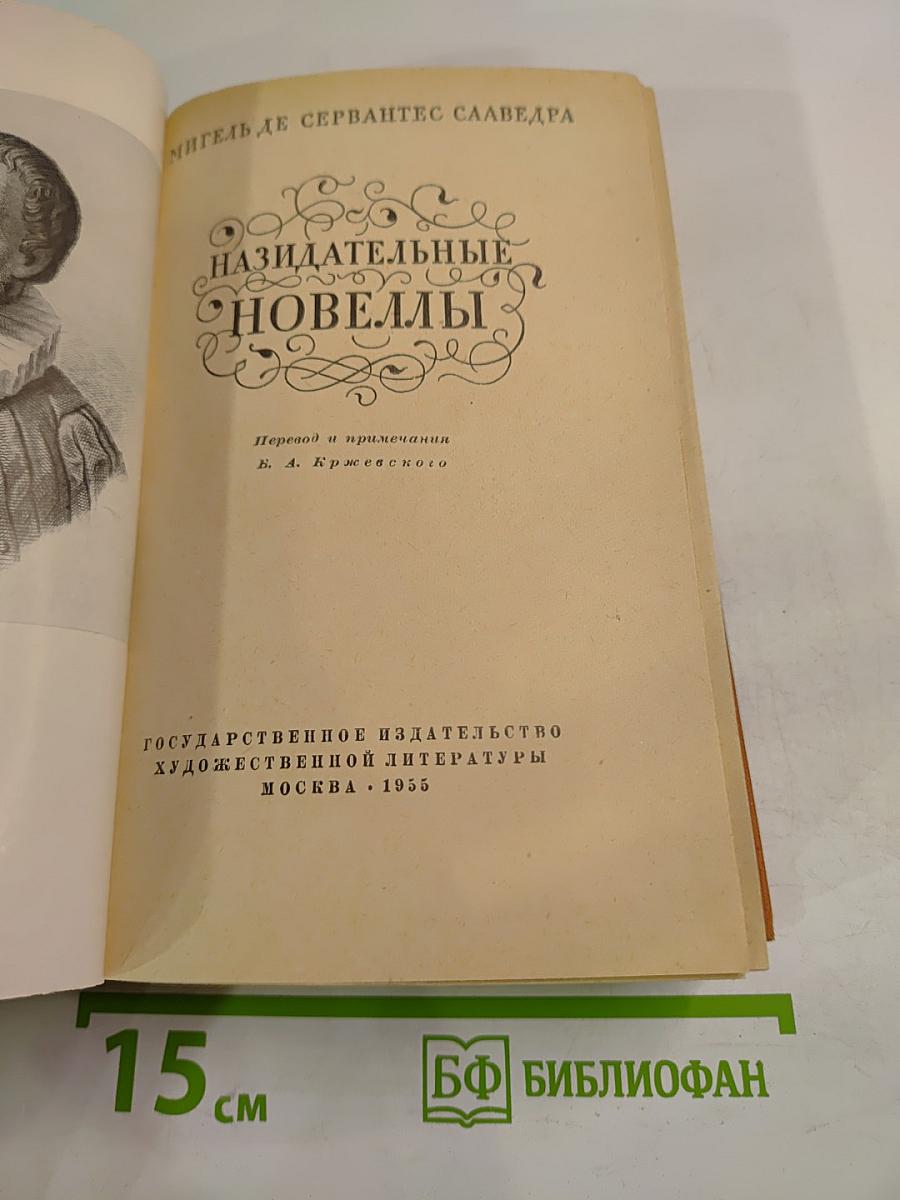 МИГЕЛЬ ДЕ СЕРВАНТЕС СААВЕДРА
НАЗИДАТЕЛЬНЫЕ
НОВЕЛЛЫ
Перевод и примечания
Б. А. Кржевского
ГОСУДАРСТВЕННОЕ ИЗДАТЕЛЬСТВО
ХУДОЖЕСТВЕННОЙ ЛИТЕРАТУРЫ
МОСКВА • 1955
15 см
БФ БИБЛИОФАН